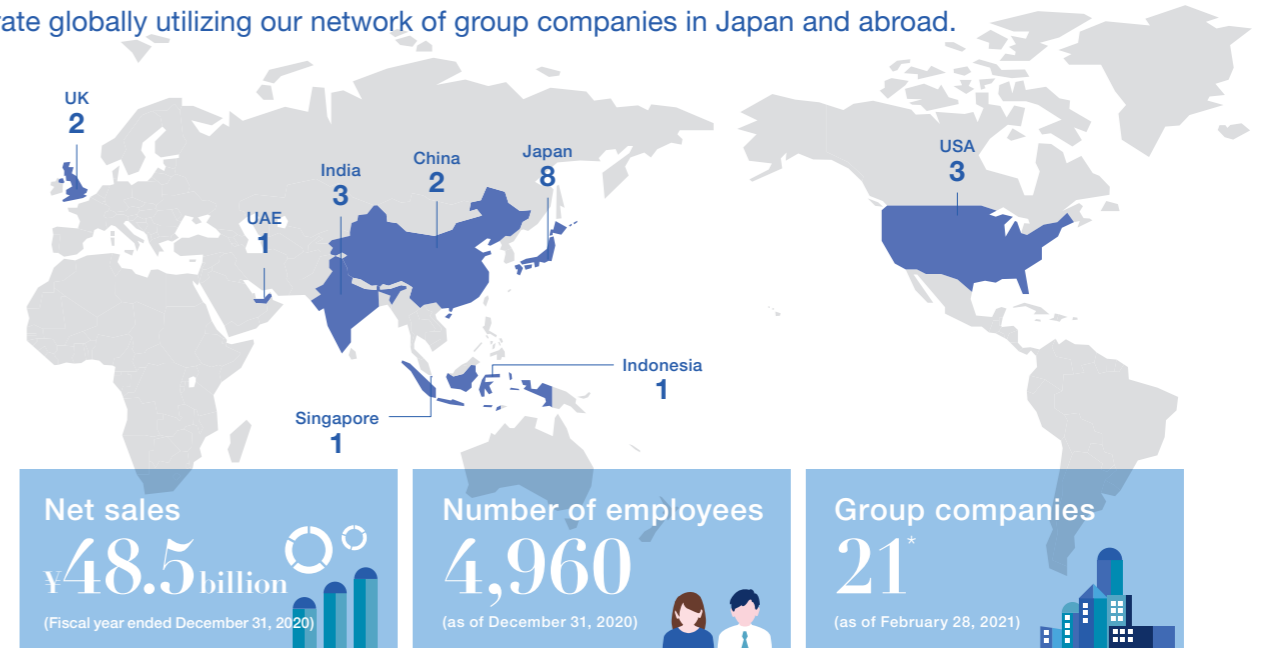 globally utilizing our network of group companies in Japan and abroad.
UK
2
UAE
1
India
3
China
2
Japan
8
USA
3
Indonesia
1
Singapore
1
Net sales
¥48.5 billion
(Fiscal year ended December 31, 2020)
Number of employees
4,960
(as of December 31, 2020)
Group companies
21*
(as of February 28, 2021)